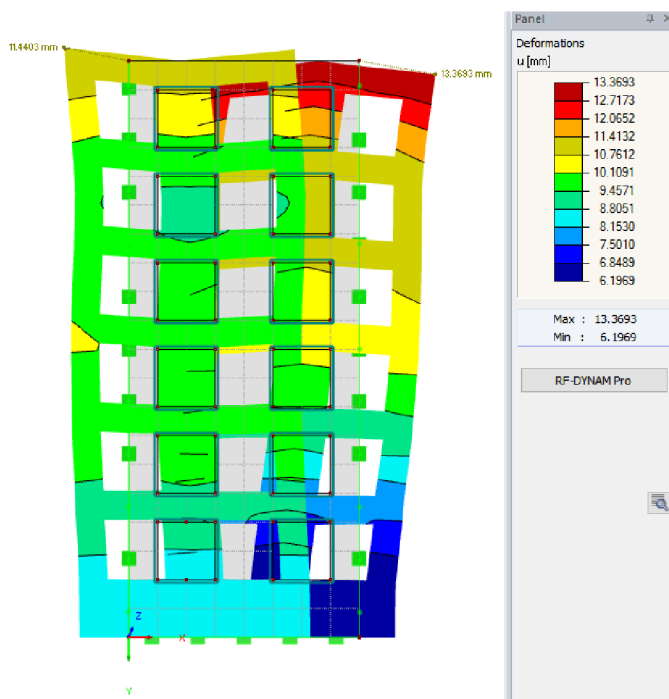 Panel
Deformations
u [mm]
11.4403 mm
13.3693 mm
13.3693
12.7173
12.0652
11.4132
10.7612
10.1091
9.4571
8.8051
8.1530
7.5010
6.8489
6.1969
Max : 13.3693
Min : 6.1969
RF-DYNAM Pro
Z
X
Y